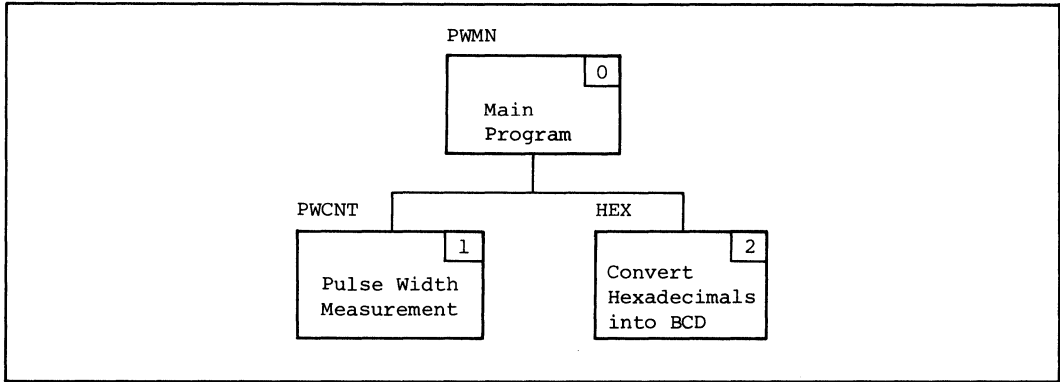 PWMN
0
Main
Program
PWCNT
1
Pulse Width
Measurement
HEX
2
Convert
Hexadecimals
into BCD